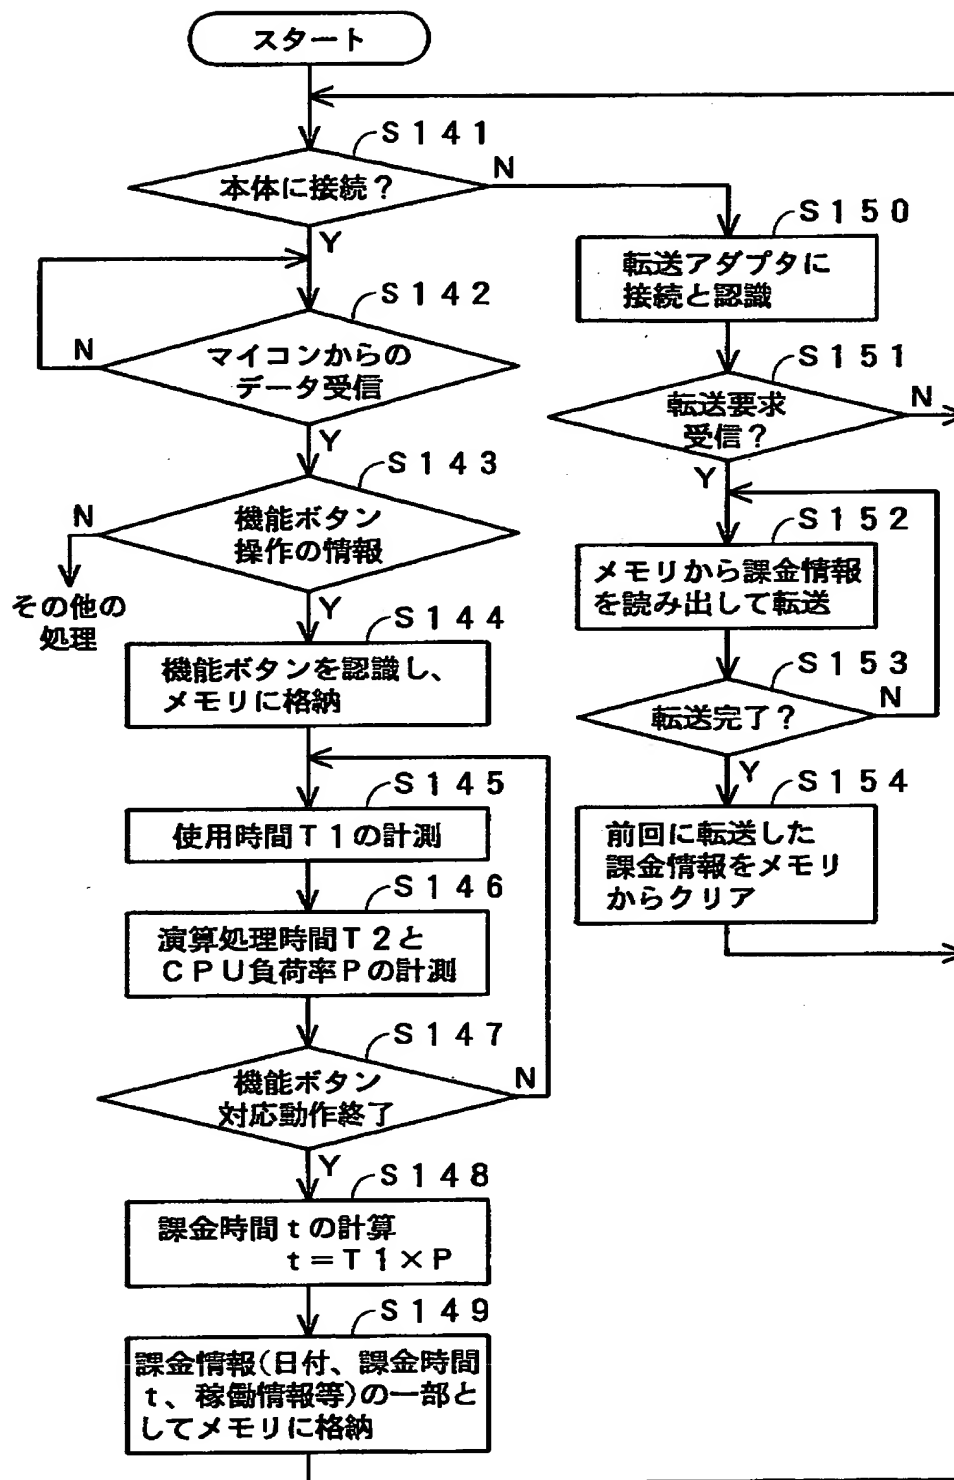 スタート
S141
本体に接続?
N
Y
S142
マイコンからの
データ受信
N
Y
S143
機能ボタン
操作の情報
N
その他の
処理
Y
S144
機能ボタンを認識し、
メモリに格納
S145
使用時間T1の計測
S146
演算処理時間T2と
CPU負荷率Pの計測
S147
機能ボタン
対応動作終了
N
Y
S148
課金時間tの計算
t=T1×P
S149
課金情報(日付、課金時間
t、稼働情報等)の一部と
してメモリに格納
S150
転送アダプタに
接続と認識
S151
転送要求
受信?
N
Y
S152
メモリから課金情報
を読み出して転送
S153
転送完了?
N
Y
S154
前回に転送した
課金情報をメモリ
からクリア